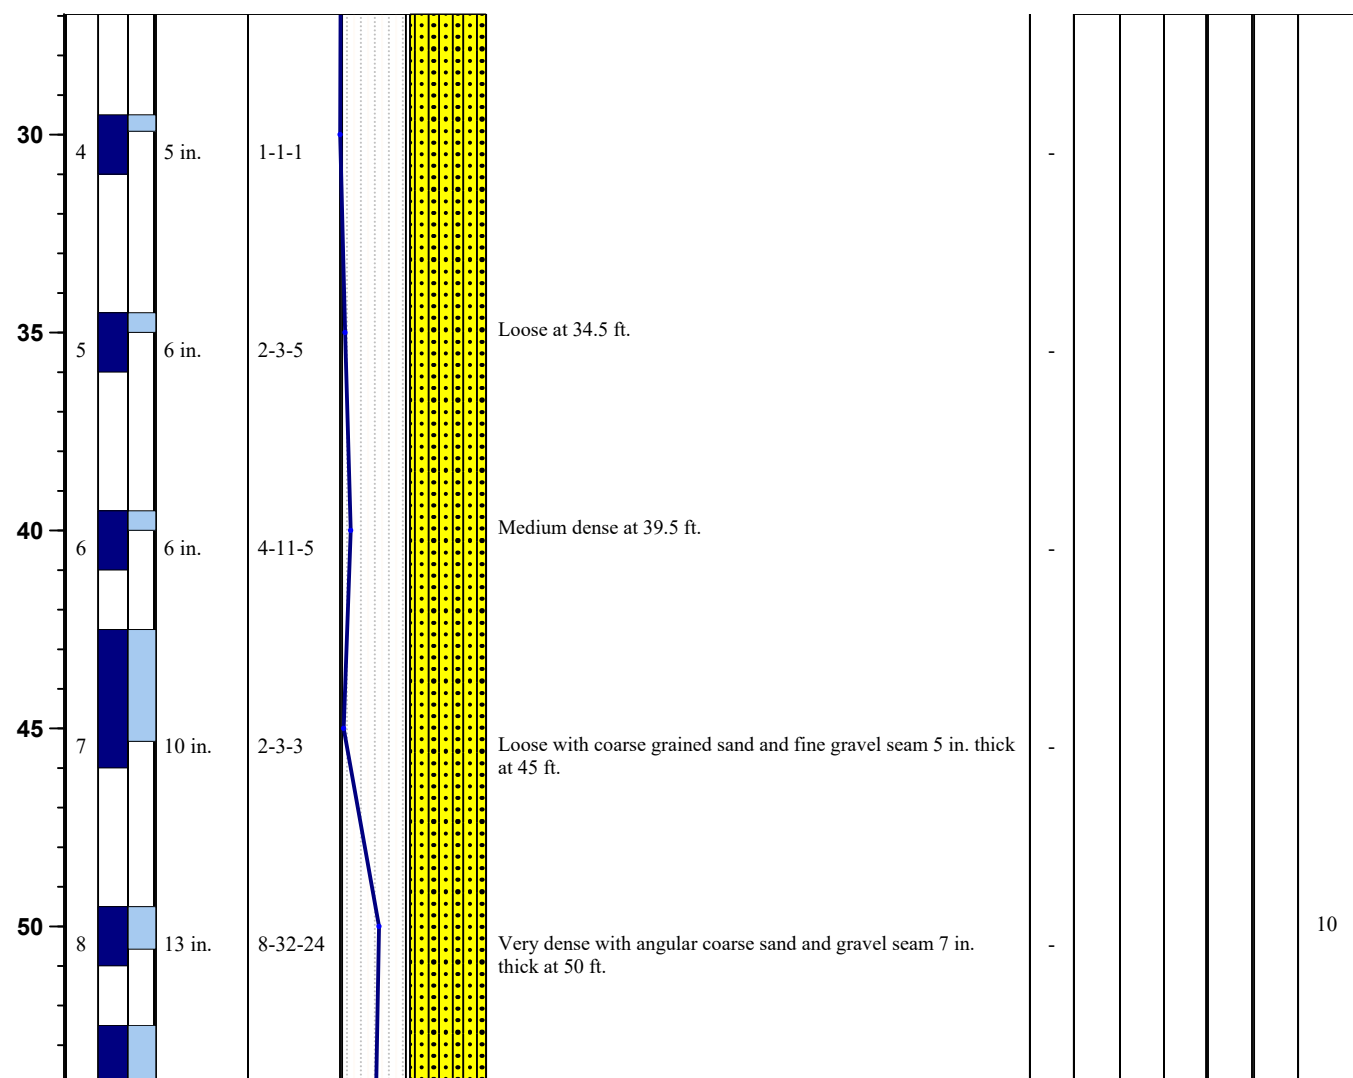 30
4 5 in. 1-1-1 -
35 Loose at 34.5 ft.
5 6 in. 2-3-5 -
40 Medium dense at 39.5 ft.
6 6 in. 4-11-5 -
45
7 10 in. 2-3-3 Loose with coarse grained sand and fine gravel seam 5 in. thick -
at 45 ft.
50 10
8 13 in. 8-32-24 Very dense with angular coarse sand and gravel seam 7 in. -
thick at 50 ft.